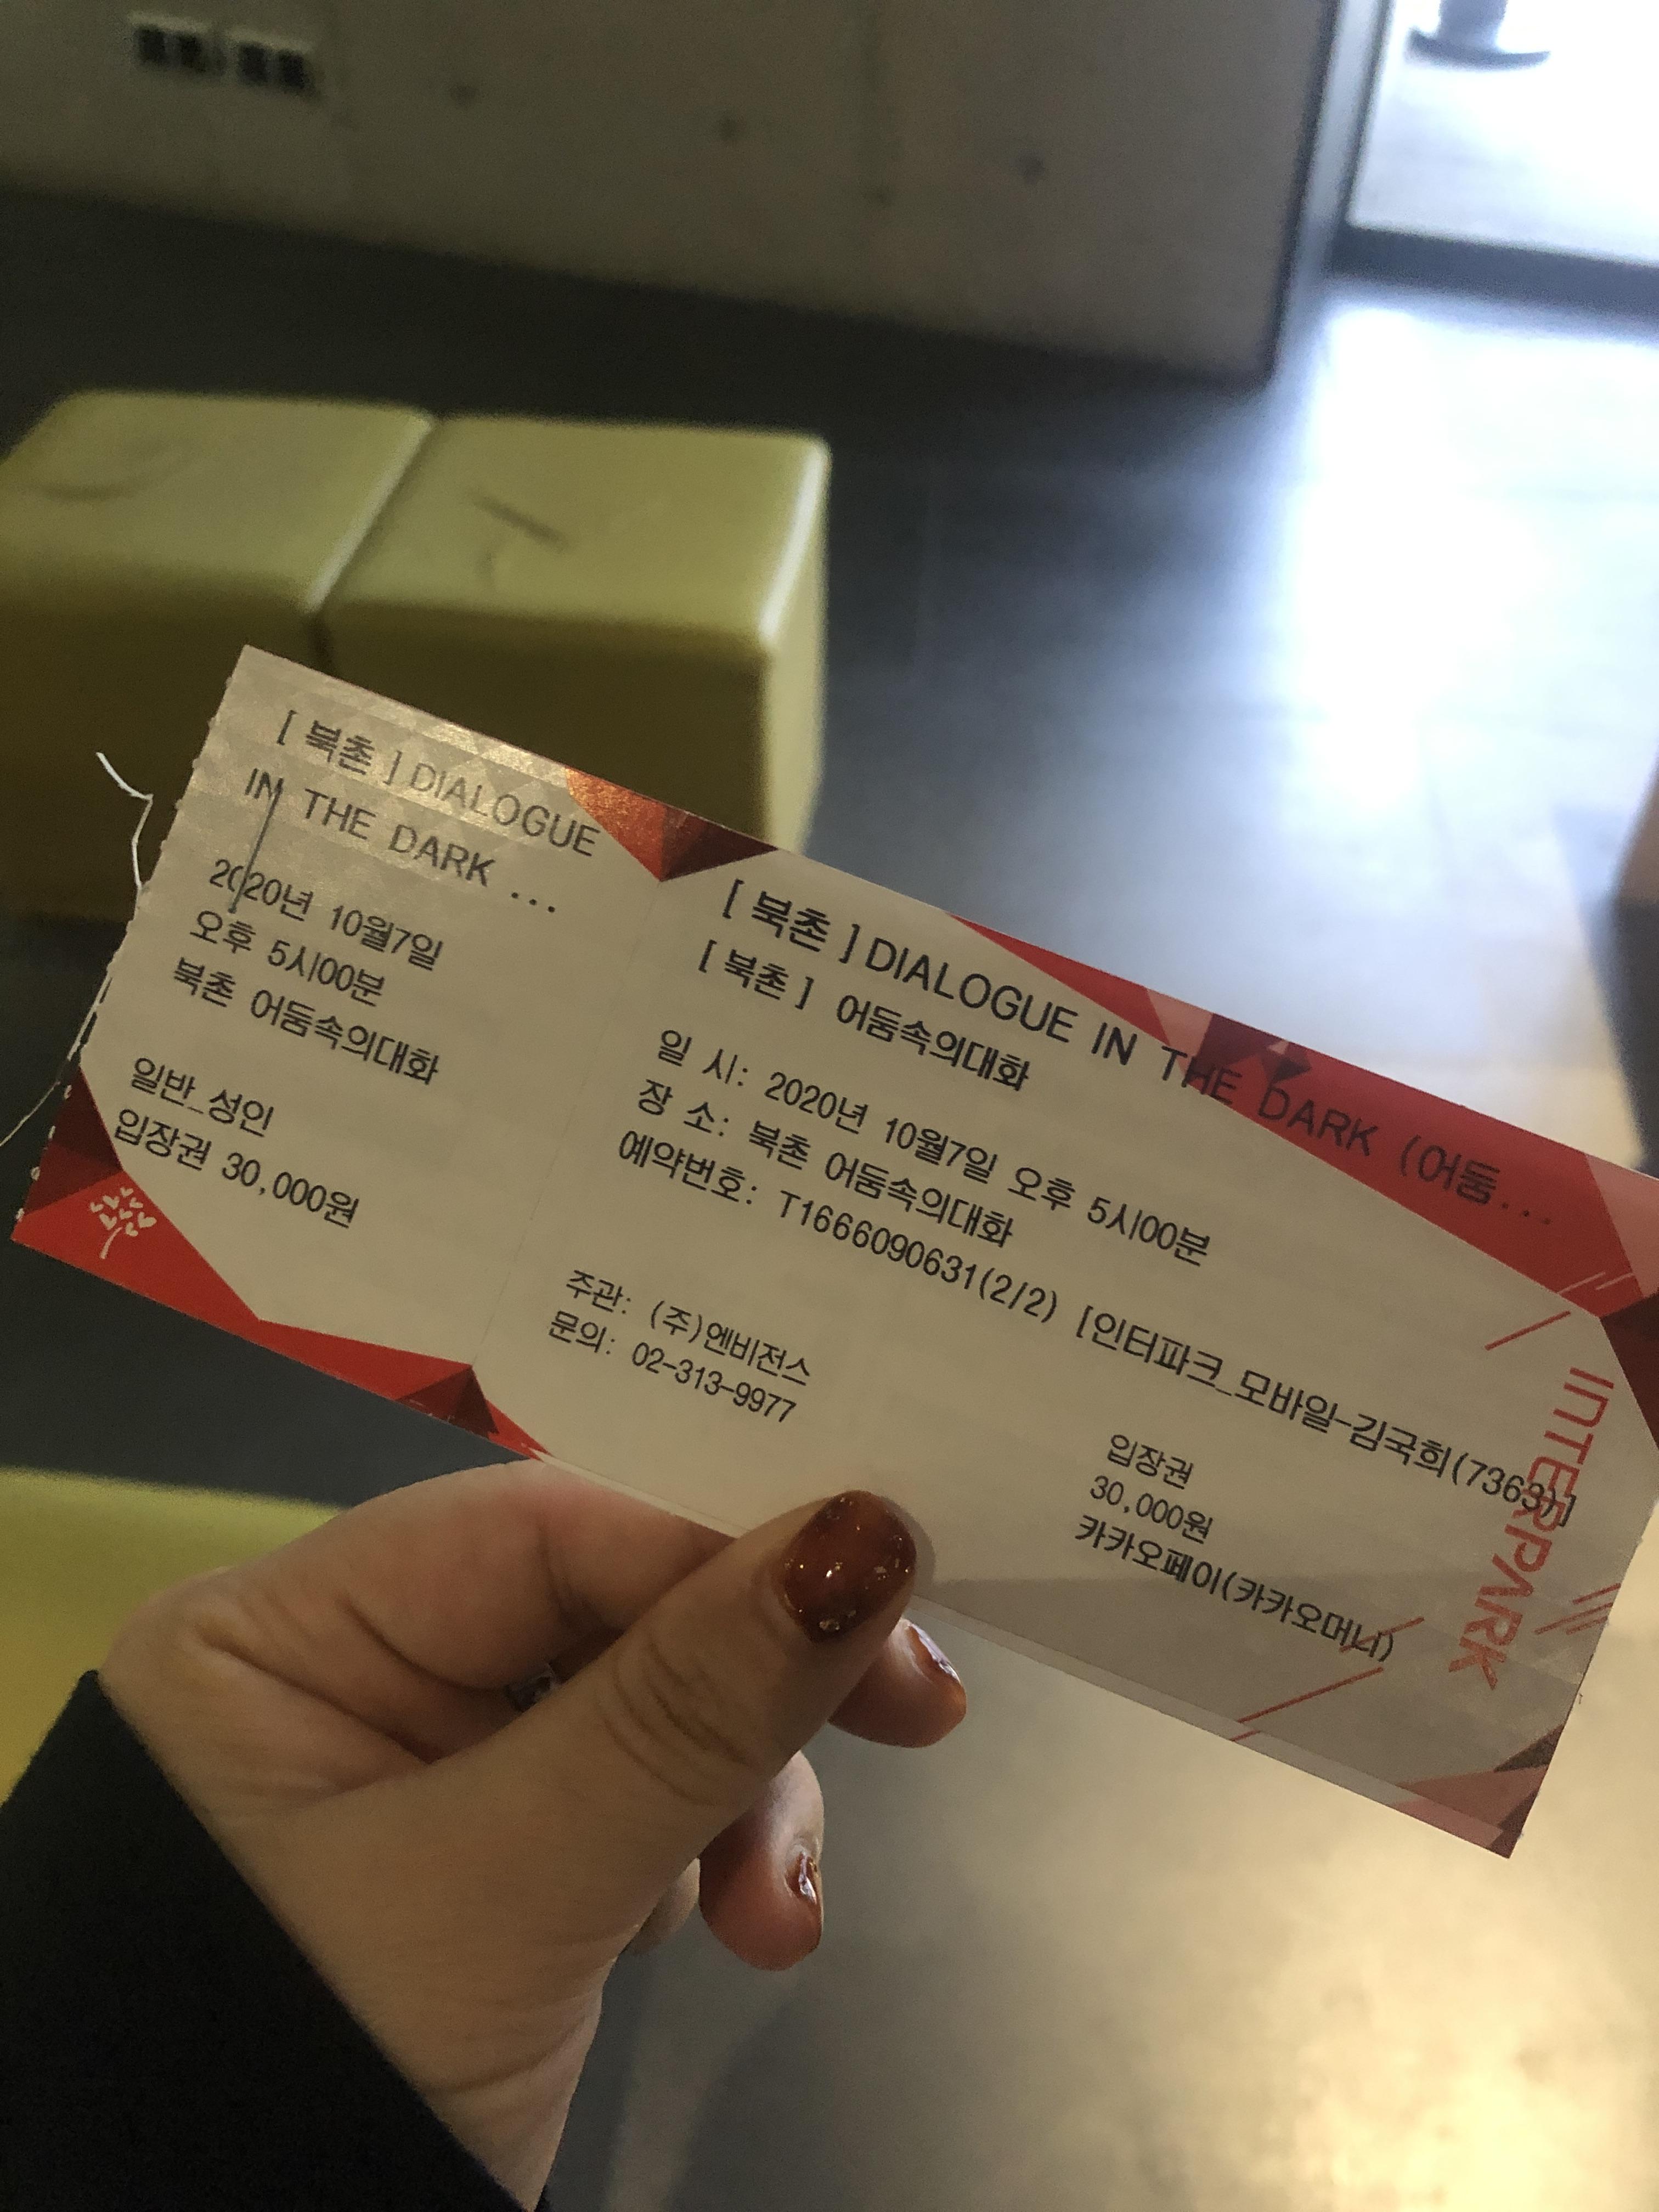 [ 북촌 ] DIALOGUE
IN THE DARK ...
2020년 10월7일
오후 5시00분
북촌 어둠속의대화
일반_성인
입장권 30,000원
[ 북촌 ] DIALOGUE IN THE DARK (어둠...
[ 북촌 ] 어둠속의대화
일 시: 2020년 10월7일 오후 5시00분
장 소: 북촌 어둠속의대화
예약번호: T1666090631(2/2) [인터파크_모바일-김국희(7363)]
주관: (주)엔비전스
문의: 02-313-9977
입장권
30,000원
카카오페이(카카오머니)
INTERPARK